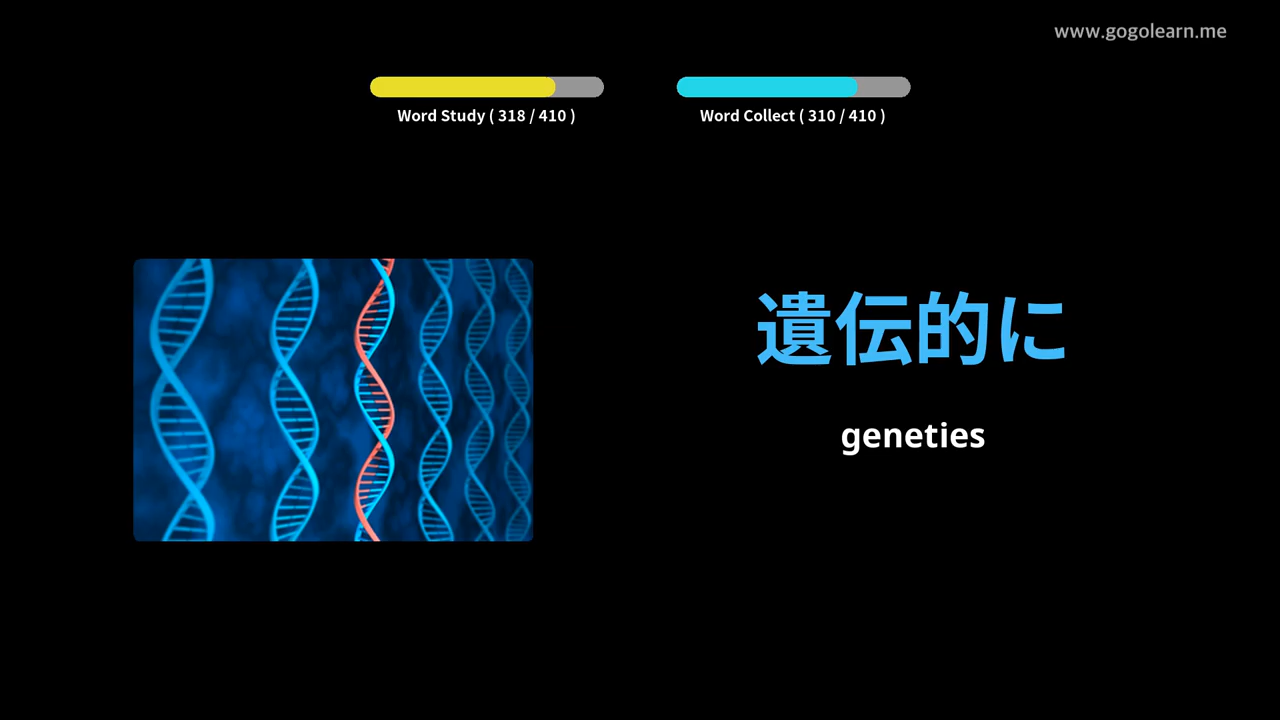 www.gogolearn.me
Word Study ( 318 / 410 )
Word Collect ( 310 / 410 )
遺伝的に
geneties